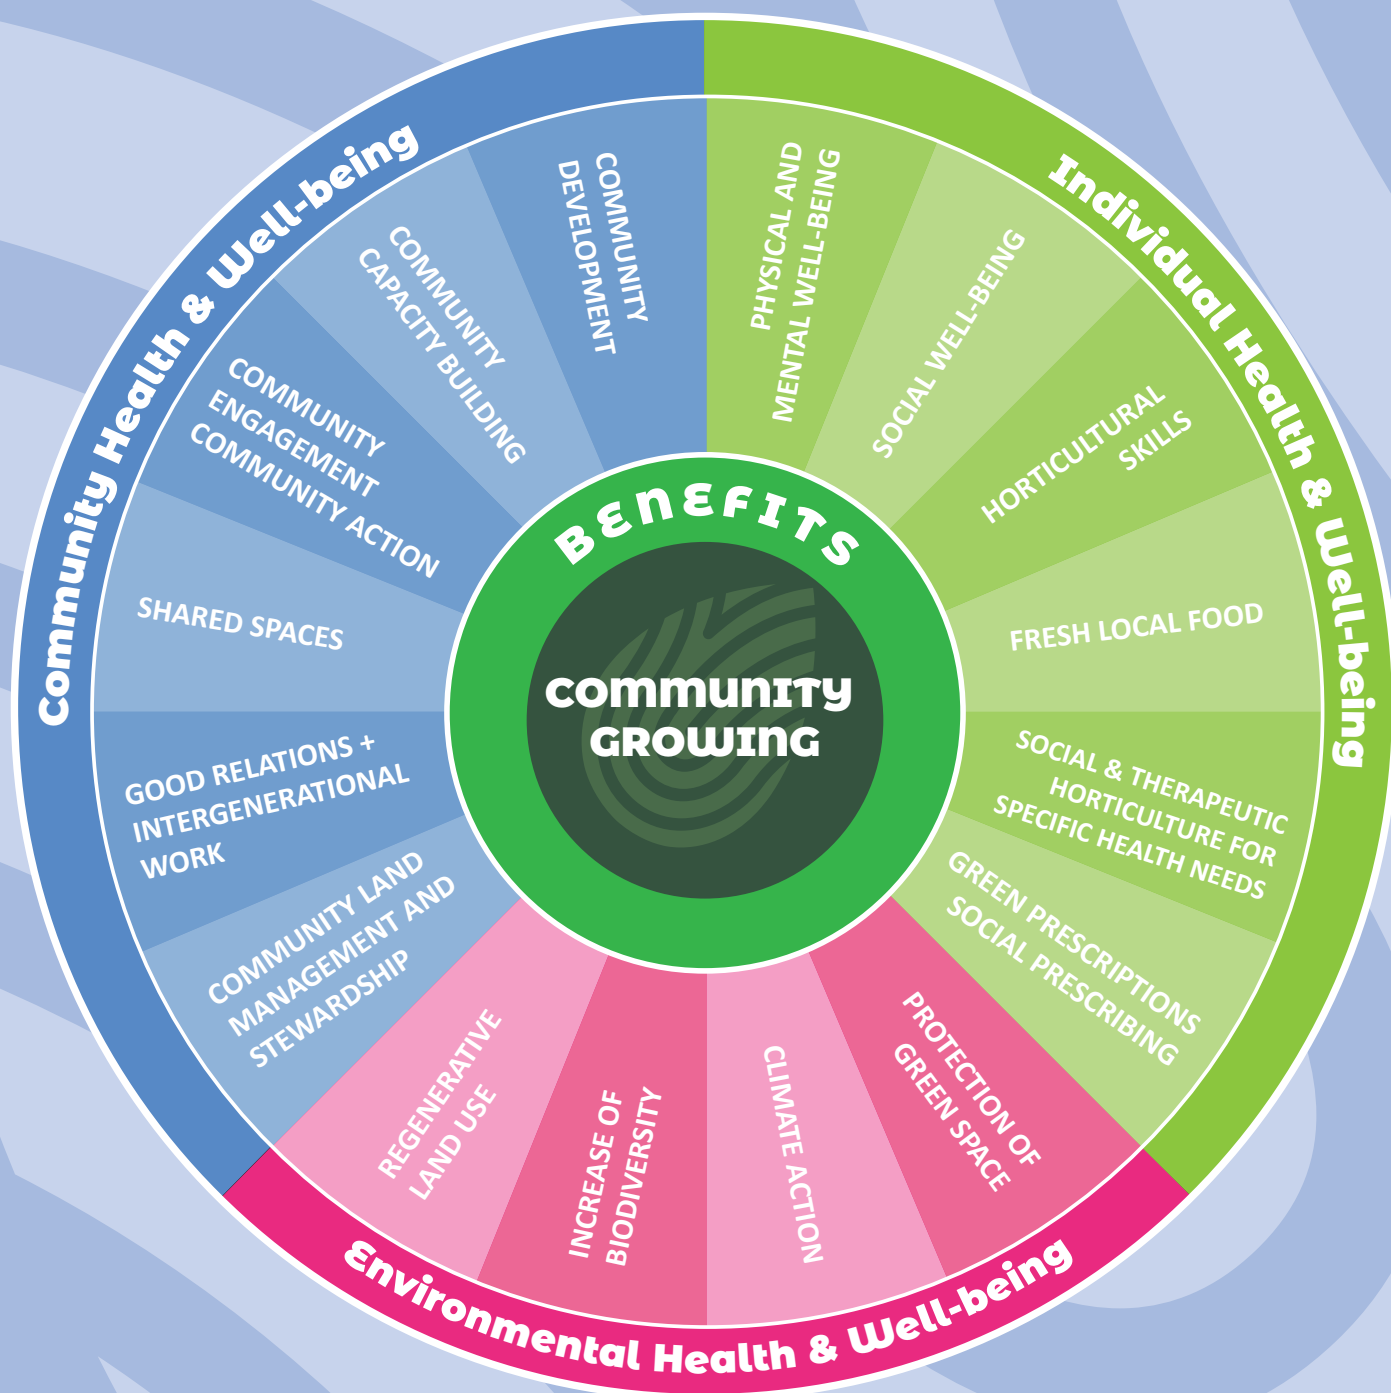 BENEFITS
COMMUNITY
GROWING
Individual Health & Well-being
PHYSICAL AND
MENTAL WELL-BEING
SOCIAL WELL-BEING
HORTICULTURAL
SKILLS
FRESH LOCAL FOOD
SOCIAL & THERAPEUTIC
HORTICULTURE FOR
SPECIFIC HEALTH NEEDS
GREEN PRESCRIPTIONS
SOCIAL PRESCRIBING
Environmental Health & Well-being
PROTECTION OF
GREEN SPACE
CLIMATE ACTION
INCREASE OF
BIODIVERSITY
REGENERATIVE
LAND USE
Community Health & Well-being
COMMUNITY LAND
MANAGEMENT AND
STEWARDSHIP
GOOD RELATIONS +
INTERGENERATIONAL
WORK
SHARED SPACES
COMMUNITY
ENGAGEMENT
COMMUNITY ACTION
COMMUNITY
CAPACITY BUILDING
COMMUNITY
DEVELOPMENT